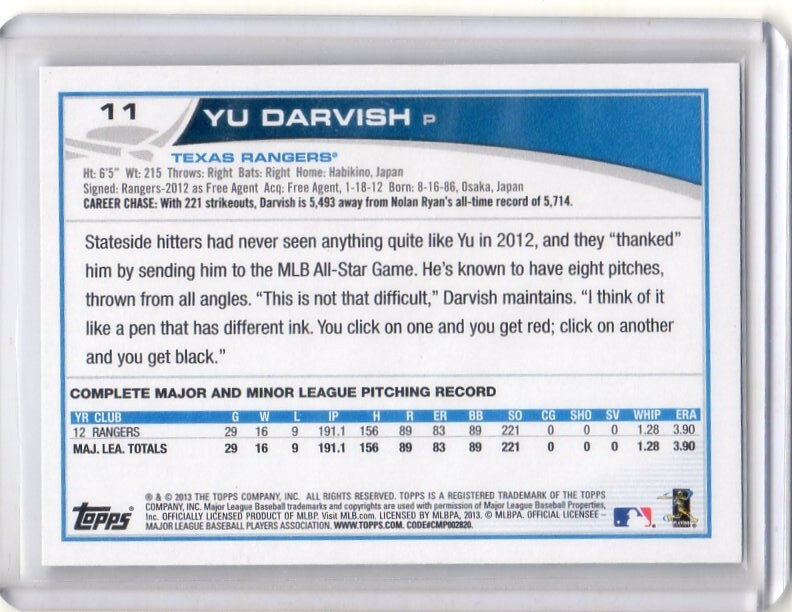 11
YU DARVISH P
TEXAS RANGERS®
Ht: 6'5" Wt: 215 Throws: Right Bats: Right Home: Habikino, Japan
Signed: Rangers-2012 as Free Agent Acq: Free Agent, 1-18-12 Born: 8-16-86, Osaka, Japan
CAREER CHASE: With 221 strikeouts, Darvish is 5,493 away from Nolan Ryan's all-time record of 5,714.
Stateside hitters had never seen anything quite like Yu in 2012, and they “thanked”
him by sending him to the MLB All-Star Game. He's known to have eight pitches,
thrown from all angles. “This is not that difficult,” Darvish maintains. “I think of it
like a pen that has different ink. You click on one and you get red; click on another
and you get black.”
COMPLETE MAJOR AND MINOR LEAGUE PITCHING RECORD
YR CLUB G W L IP H R ER BB SO CG SHO SV WHIP ERA
12 RANGERS 29 16 9 191.1 156 89 83 89 221 0 0 0 1.28 3.90
MAJ. LEA. TOTALS 29 16 9 191.1 156 89 83 89 221 0 0 0 1.28 3.90
Topps®
® & © 2013 THE TOPPS COMPANY, INC. ALL RIGHTS RESERVED. TOPPS IS A REGISTERED TRADEMARK OF THE TOPPS
COMPANY, INC. Major League Baseball trademarks and copyrights are used with permission of Major League Baseball Properties,
Inc. OFFICIALLY LICENSED PRODUCT OF MLBP. Visit MLB.com. LICENSED BY MLBPA, 2013. © MLBPA. OFFICIAL LICENSEE –
MAJOR LEAGUE BASEBALL PLAYERS ASSOCIATION. WWW.TOPPS.COM. CODE#CMP002820.